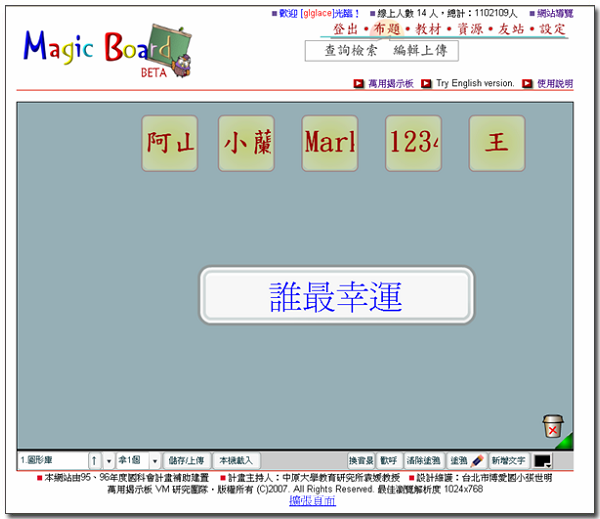 ■ 歡迎 [glglace]光臨！ ■線上人數 14 人，總計：1102109人 ■網站導覽
Magic Board
BETA
登出•布題•教材•資源•友站•設定
查詢檢索 編輯上傳
萬用揭示板 Try English version. 使用說明
阿山 小蘭 Mark 1234 王
誰最幸運
1.圖形庫 ↑ 拿1個 儲存/上傳 本機載入 換背景 歡呼 清除塗鴉 塗鴉 新增文字
■本網站由95、96年度國科會計畫補助建置 ■計畫主持人：中原大學教育研究所袁媛教授 ■設計維護：台北市博愛國小張世明
萬用揭示板 VM 研究團隊‧版權所有 (C)2007. All Rights Reserved. 最佳瀏覽解析度 1024x768
擴張頁面